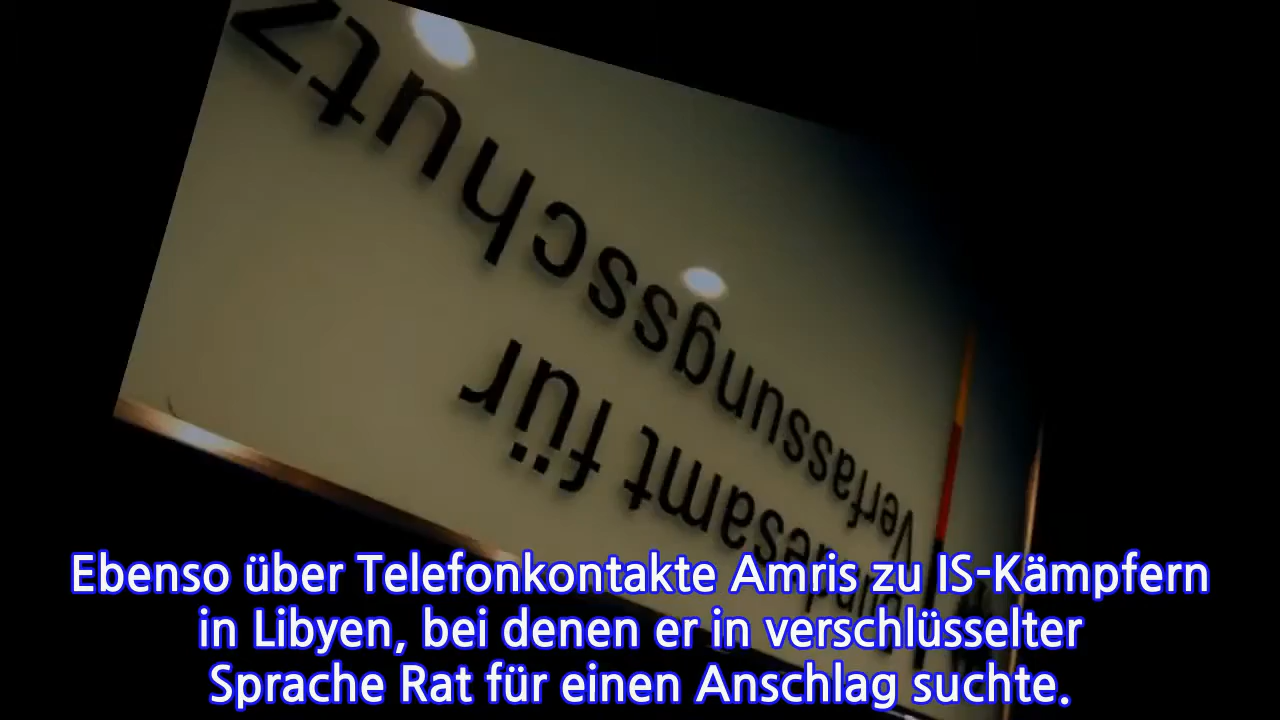 Bundesamt für
Verfassungsschutz
Ebenso über Telefonkontakte Amris zu IS-Kämpfern
in Libyen, bei denen er in verschlüsselter
Sprache Rat für einen Anschlag suchte.